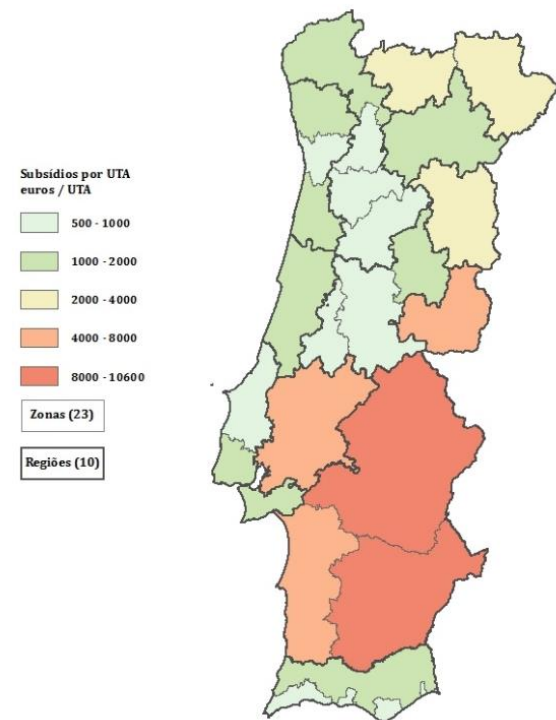 Subsídios por UTA
euros / UTA
500 - 1000
1000 - 2000
2000 - 4000
4000 - 8000
8000 - 10600
Zonas (23)
Regiões (10)